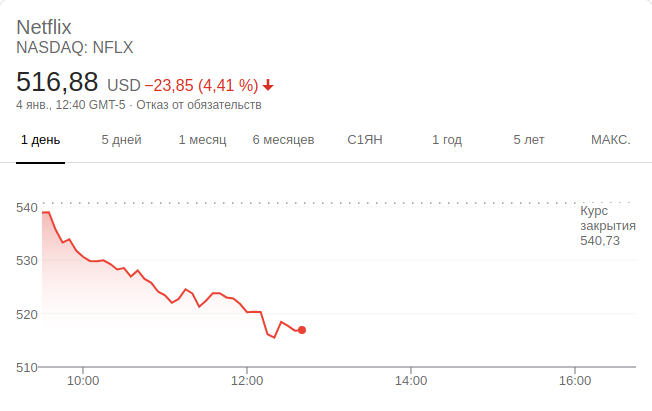 Netflix
NASDAQ: NFLX
516,88 USD −23,85 (4,41 %)
4 янв., 12:40 GMT-5 · Отказ от обязательств
1 день 5 дней 1 месяц 6 месяцев С1ЯН 1 год 5 лет МАКС.
540
Курс
закрытия
540,73
530
520
510
10:00 12:00 14:00 16:00